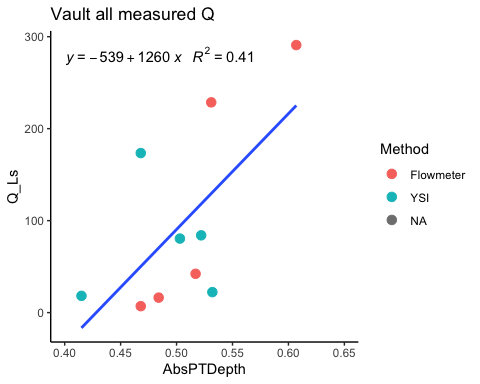 Vault all measured Q
y = − 539 + 1260 x R² = 0.41
300
200
100
0
Q_Ls
0.40 0.45 0.50 0.55 0.60 0.65
AbsPTDepth
Method
Flowmeter
YSI
NA